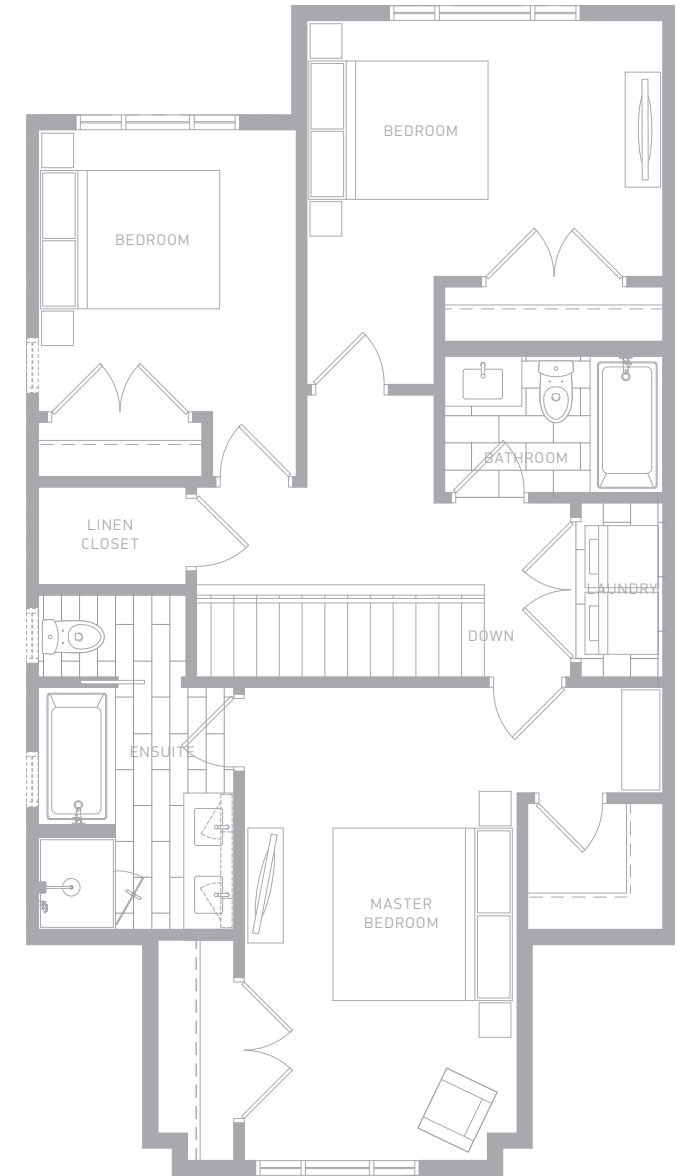 BEDROOM
BEDROOM
BATHROOM
LINEN
CLOSET
LAUNDRY
DOWN
ENSUITE
MASTER
BEDROOM